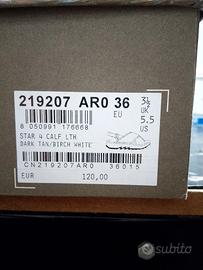 219207 AR0 36
EU
3½
UK
5.5
US
8 050991 176668
STAR 4 CALF LTH
DARK TAN/BIRCH WHITE
CN219207AR0 36015
EUR 120,00
subito